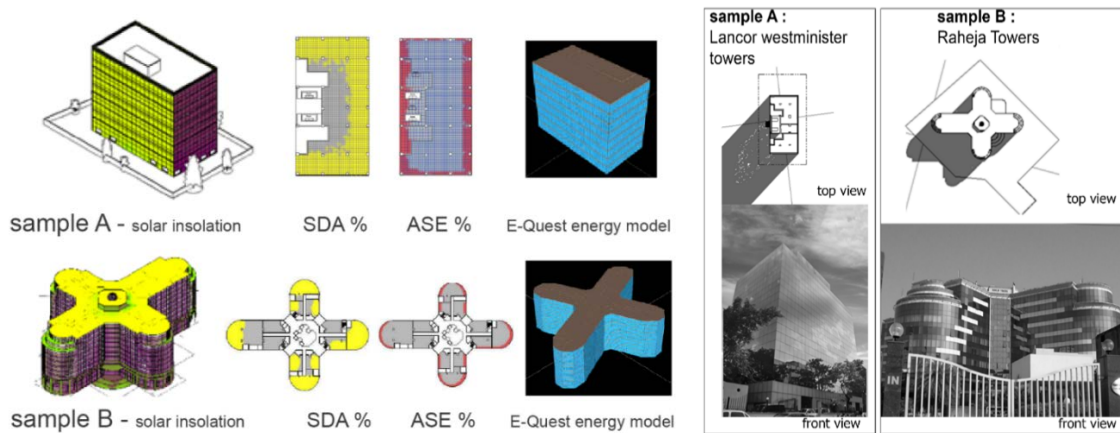 sample A - solar insolation
SDA %
ASE %
E-Quest energy model
sample B - solar insolation
SDA %
ASE %
E-Quest energy model
sample A :
Lancor westminister
towers
top view
front view
sample B :
Raheja Towers
top view
IN
front view